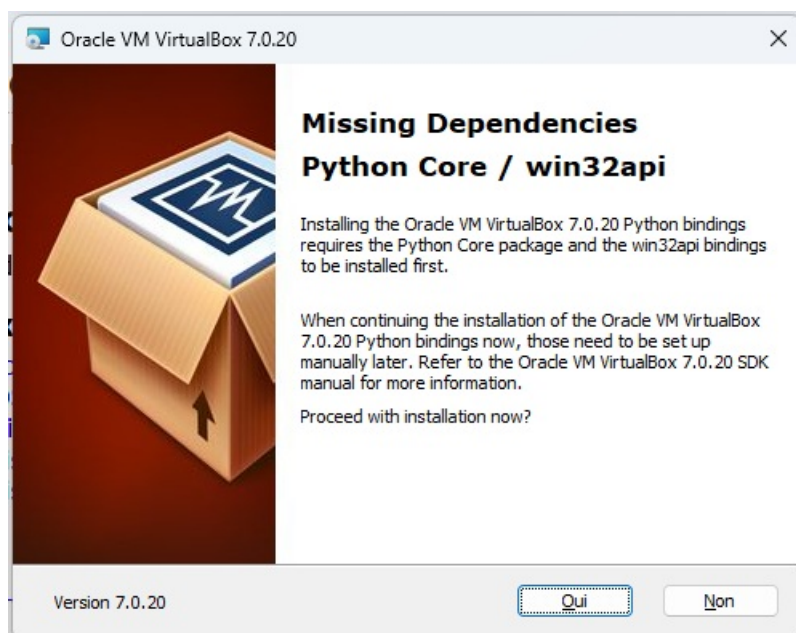 Oracle VM VirtualBox 7.0.20
Missing Dependencies
Python Core / win32api
Installing the Oracle VM VirtualBox 7.0.20 Python bindings
requires the Python Core package and the win32api bindings
to be installed first.
When continuing the installation of the Oracle VM VirtualBox
7.0.20 Python bindings now, those need to be set up
manually later. Refer to the Oracle VM VirtualBox 7.0.20 SDK
manual for more information.
Proceed with installation now?
Version 7.0.20
Oui
Non